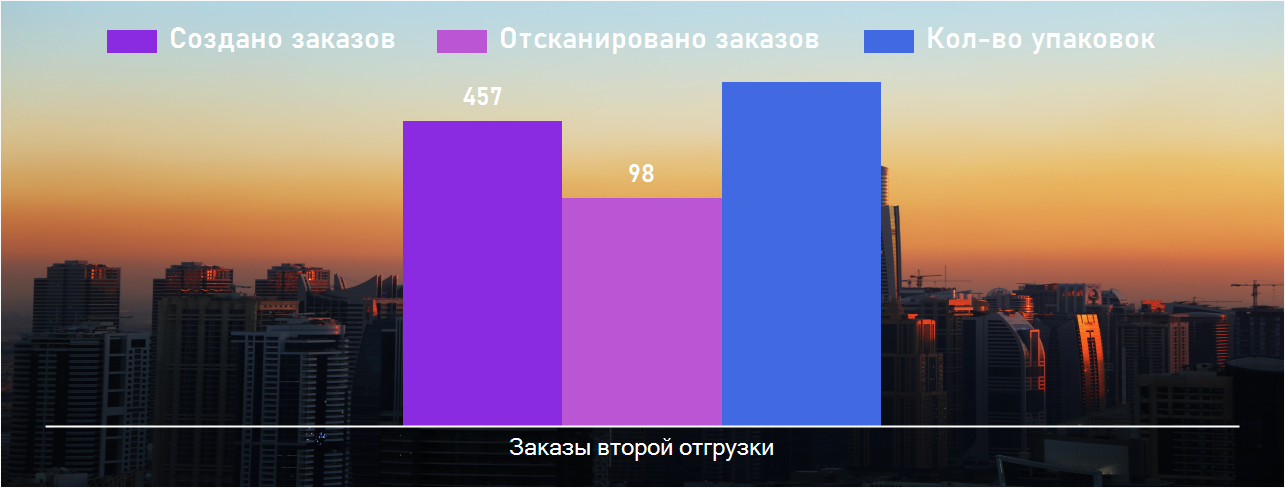 Создано заказов Отсканировано заказов Кол-во упаковок
457
98
Заказы второй отгрузки